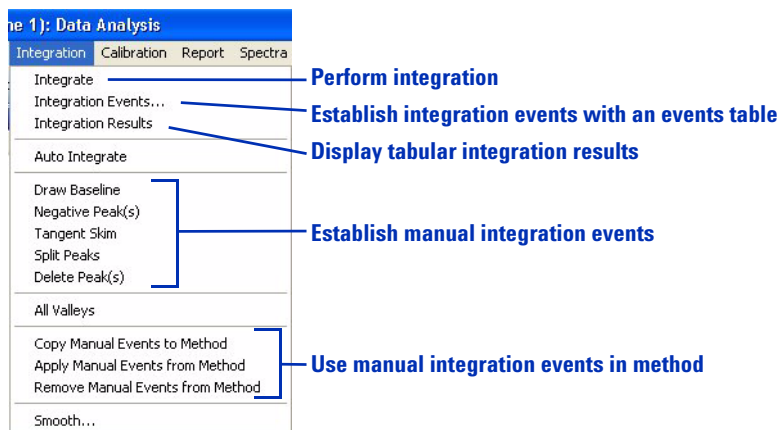 ne 1): Data Analysis
Integration Calibration Report Spectra
Integrate
Perform integration
Integration Events...
Establish integration events with an events table
Integration Results
Display tabular integration results
Auto Integrate
Draw Baseline
Negative Peak(s)
Tangent Skim
Establish manual integration events
Split Peaks
Delete Peak(s)
All Valleys
Copy Manual Events to Method
Apply Manual Events from Method
Use manual integration events in method
Remove Manual Events from Method
Smooth...